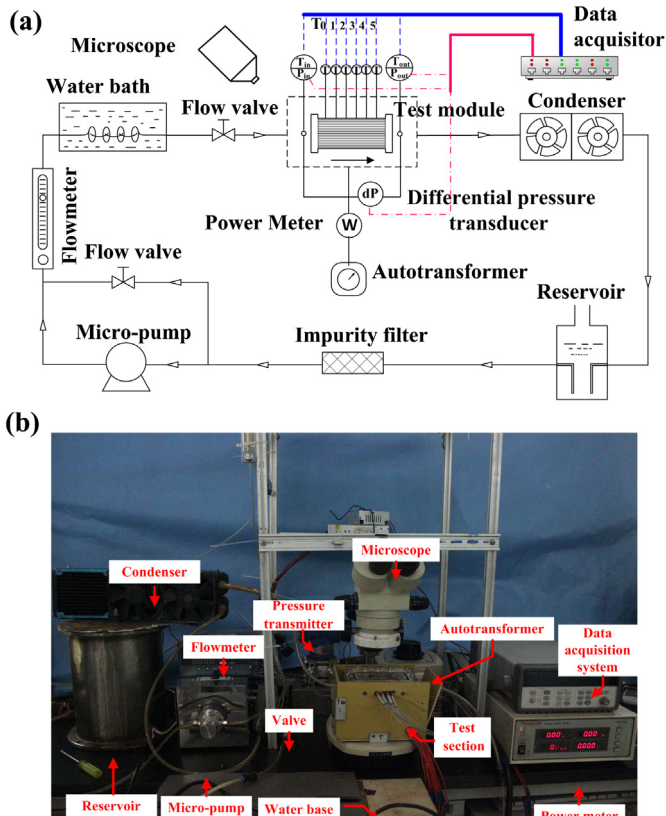 (a)
T0 1 2 3 4 5
Data
acquisitor
Microscope
Tin
Pin
Tout
Pout
Water bath
Flow valve
Test module
Condenser
Flowmeter
dP
Differential pressure
transducer
Power Meter
W
Flow valve
Autotransformer
Reservoir
Micro-pump
Impurity filter
(b)
Microscope
Condenser
Pressure
transmitter
Autotransformer
Data
acquisition
system
Flowmeter
Valve
Test
section
Reservoir
Micro-pump
Water base
Power meter